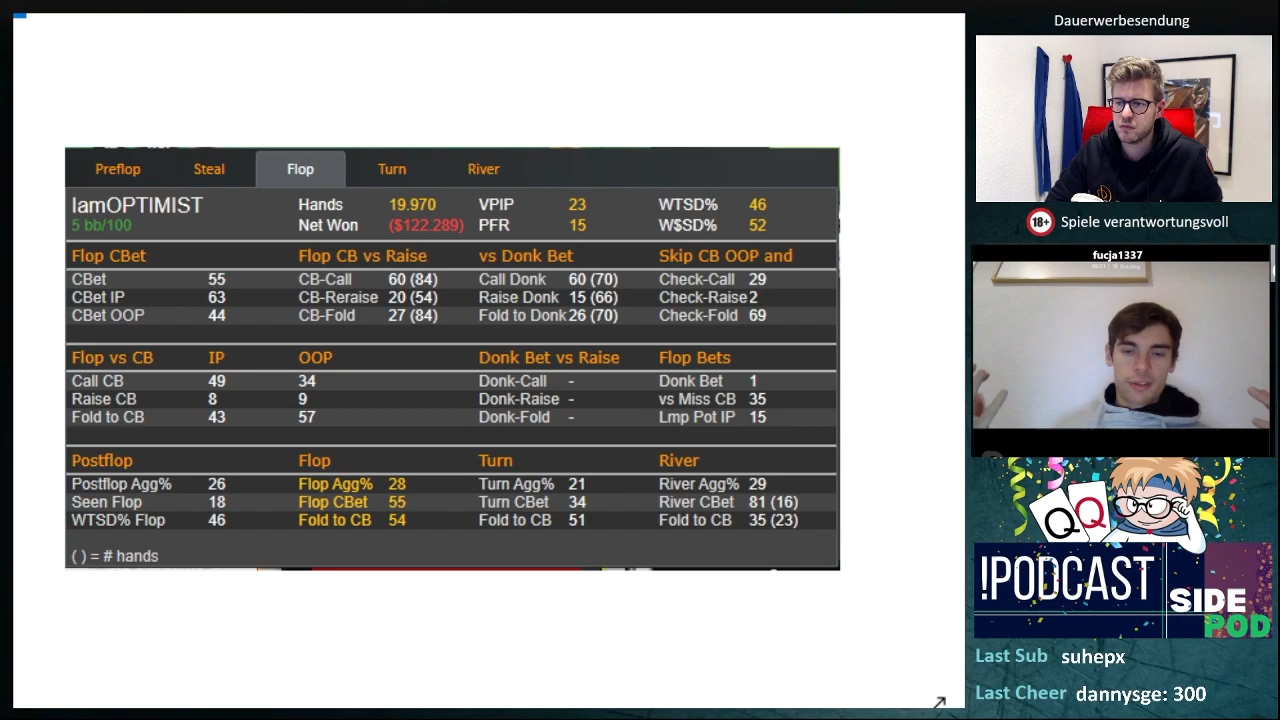 Preflop Steal Flop Turn River
IamOPTIMIST Hands 19.970 VPIP 23 WTSD% 46
5 bb/100 Net Won ($122.289) PFR 15 W$SD% 52
Flop CBet Flop CB vs Raise vs Donk Bet Skip CB OOP and
CBet 55 CB-Call 60 (84) Call Donk 60 (70) Check-Call 29
CBet IP 63 CB-Reraise 20 (54) Raise Donk 15 (66) Check-Raise 2
CBet OOP 44 CB-Fold 27 (84) Fold to Donk 26 (70) Check-Fold 69
Flop vs CB IP OOP Donk Bet vs Raise Flop Bets
Call CB 49 34 Donk-Call - Donk Bet 1
Raise CB 8 9 Donk-Raise - vs Miss CB 35
Fold to CB 43 57 Donk-Fold - Lmp Pot IP 15
Postflop Flop Turn River
Postflop Agg% 26 Flop Agg% 28 Turn Agg% 21 River Agg% 29
Seen Flop 18 Flop CBet 55 Turn CBet 34 River CBet 81 (16)
WTSD% Flop 46 Fold to CB 54 Fold to CB 51 Fold to CB 35 (23)
( ) = # hands
Dauerwerbesendung
18+ Spiele verantwortungsvoll
fucja1337
Q Q
!PODCAST
SIDE
POD
Last Sub suhepx
Last Cheer dannysge: 300